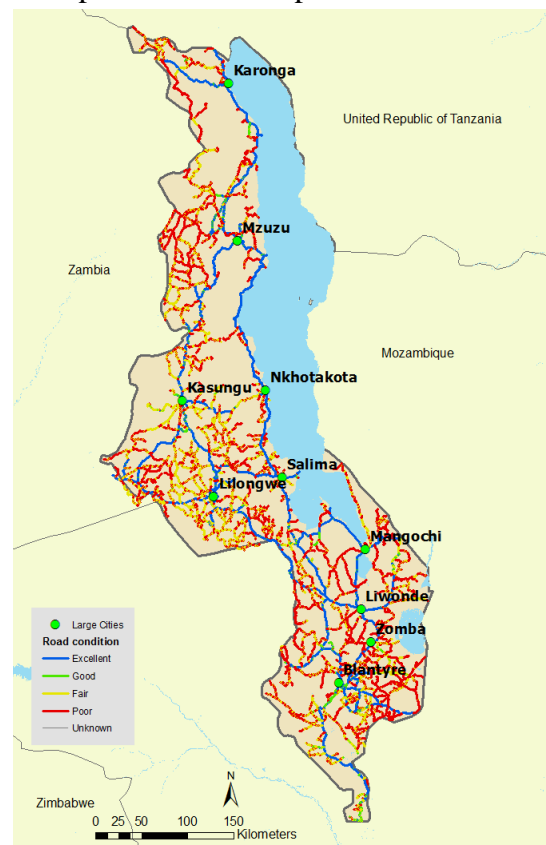 Karonga
United Republic of Tanzania
Mzuzu
Zambia
Mozambique
Nkhotakota
Kasungu
Salima
Lilongwe
Mangochi
Liwonde
Zomba
Blantyre
Large Cities
Road condition
Excellent
Good
Fair
Poor
Unknown
N
Zimbabwe
0 25 50 100 150
Kilometers